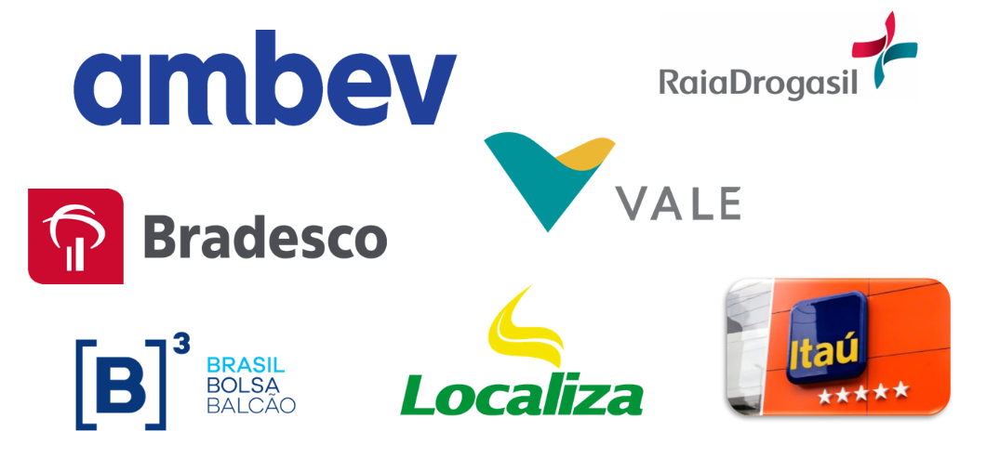 ambev
RaiaDrogasil
VALE
Bradesco
Itaú
[B]³
BRASIL
BOLSA
BALCÃO
Localiza